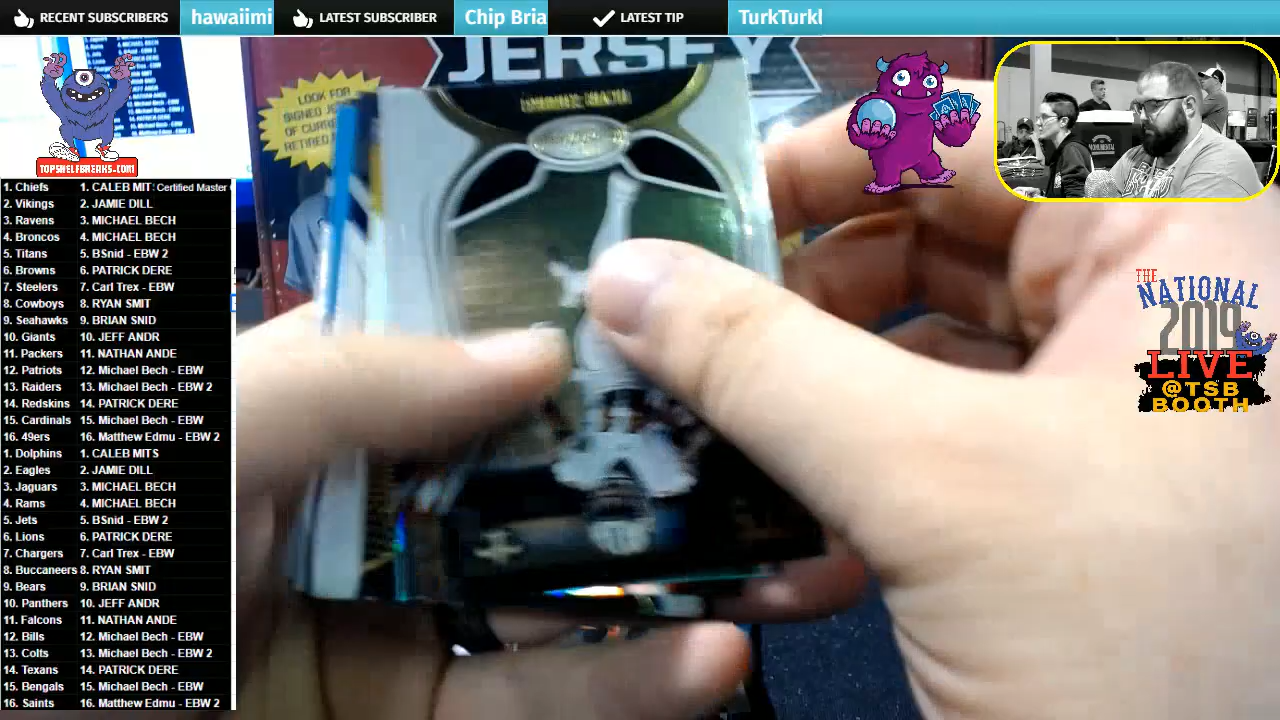 RECENT SUBSCRIBERS
hawaiimi
LATEST SUBSCRIBER
Chip Bria
LATEST TIP
TurkTurkl
JERSEY
LOOK FOR
SIGNED JE
OF CURRE
RETIRED
TOPSHELFBREAKS.COM
1. Chiefs 1. CALEB MIT: Certified Master
2. Vikings 2. JAMIE DILL
3. Ravens 3. MICHAEL BECH
4. Broncos 4. MICHAEL BECH
5. Titans 5. BSnid - EBW 2
6. Browns 6. PATRICK DERE
7. Steelers 7. Carl Trex - EBW
8. Cowboys 8. RYAN SMIT
9. Seahawks 9. BRIAN SNID
10. Giants 10. JEFF ANDR
11. Packers 11. NATHAN ANDE
12. Patriots 12. Michael Bech - EBW
13. Raiders 13. Michael Bech - EBW 2
14. Redskins 14. PATRICK DERE
15. Cardinals 15. Michael Bech - EBW
16. 49ers 16. Matthew Edmu - EBW 2
1. Dolphins 1. CALEB MITS
2. Eagles 2. JAMIE DILL
3. Jaguars 3. MICHAEL BECH
4. Rams 4. MICHAEL BECH
5. Jets 5. BSnid - EBW 2
6. Lions 6. PATRICK DERE
7. Chargers 7. Carl Trex - EBW
8. Buccaneers 8. RYAN SMIT
9. Bears 9. BRIAN SNID
10. Panthers 10. JEFF ANDR
11. Falcons 11. NATHAN ANDE
12. Bills 12. Michael Bech - EBW
13. Colts 13. Michael Bech - EBW 2
14. Texans 14. PATRICK DERE
15. Bengals 15. Michael Bech - EBW
16. Saints 16. Matthew Edmu - EBW 2
THE
NATIONAL
2019
LIVE
@TSB
BOOTH